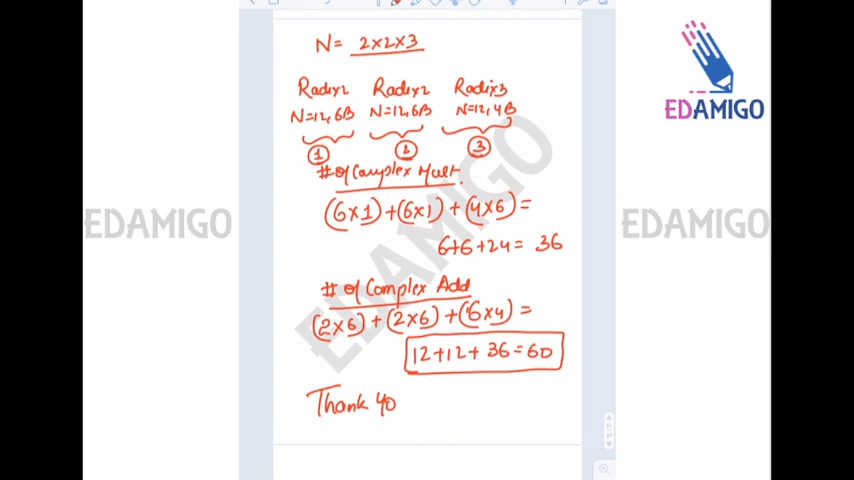 N= 2x2x3
Radix2 Radix2 Radix3
N=12, 6B N=12, 6B N=12, 4B
1 2 3
# of Complex Mult.
(6x1)+(6x1)+(4x6)=
6+6+24= 36
# of Complex Add
(2x6)+(2x6)+(6x4)=
12+12+36=60
Thank yo
EDAMIGO
EDAMIGO
EDAMIGO
EDAMIGO